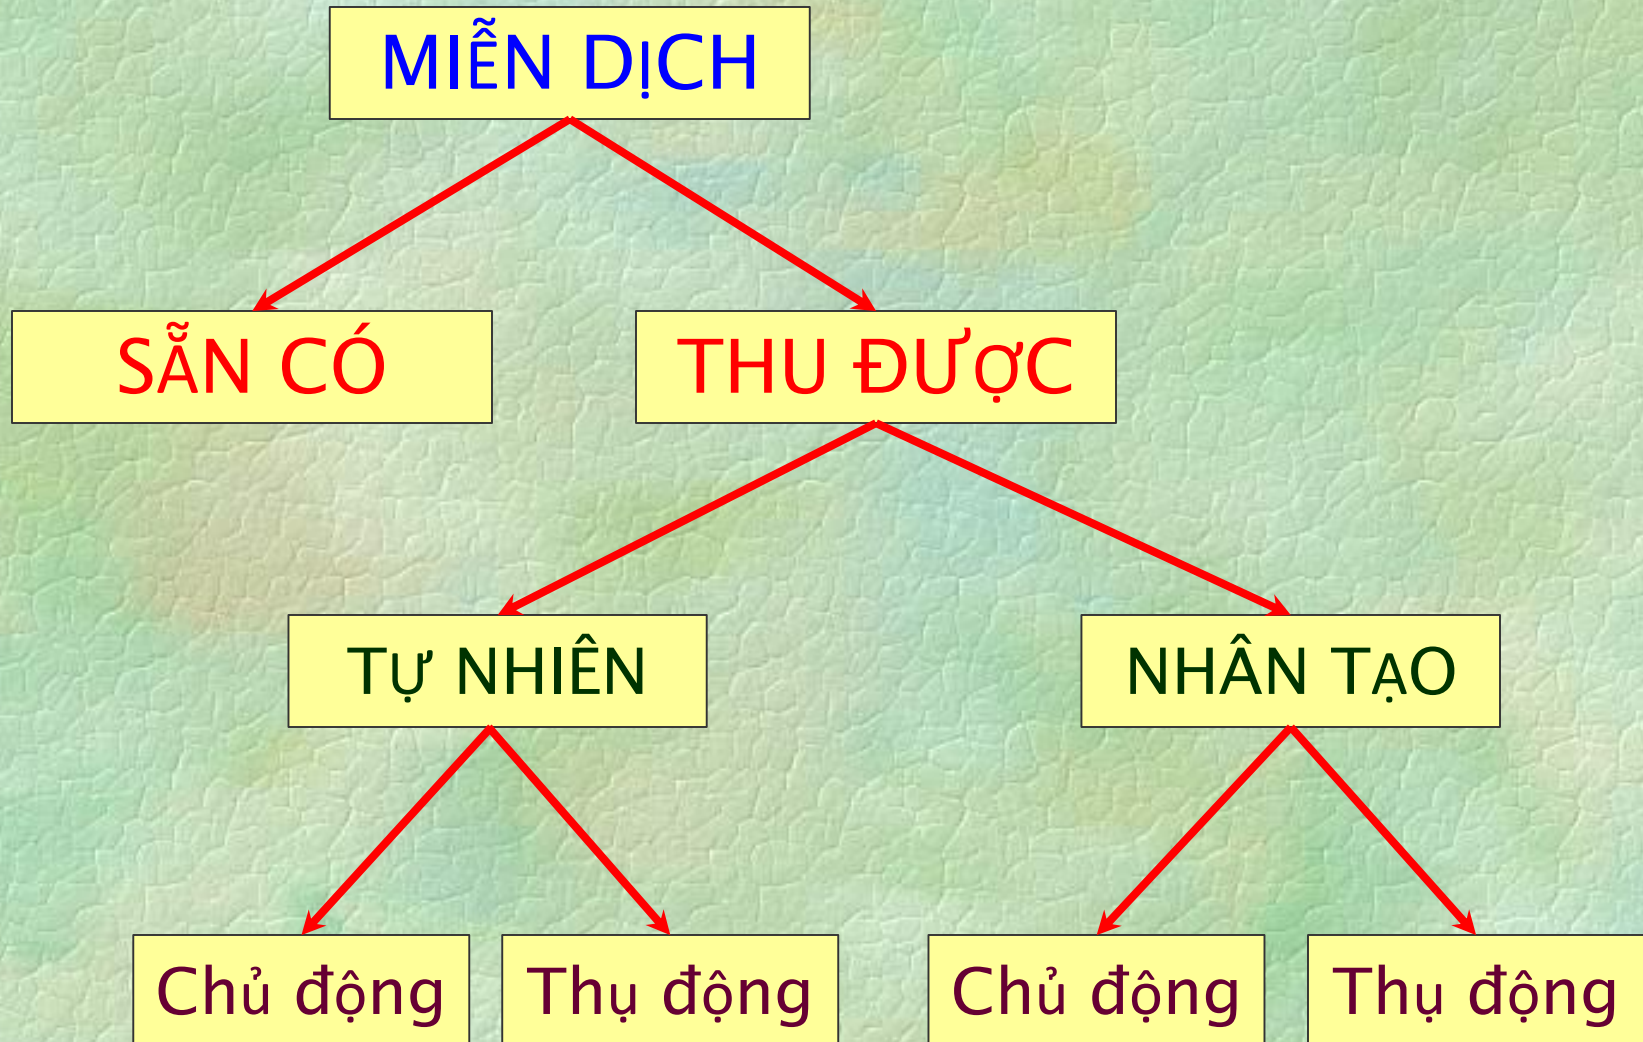 MIỄN DỊCH
SẴN CÓ
THU ĐƯỢC
TỰ NHIÊN
NHÂN TẠO
Chủ động
Thụ động
Chủ động
Thụ động